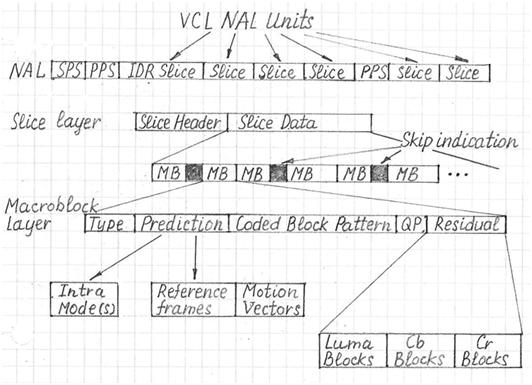 VCL NAL Units
NAL SPS PPS IDR Slice Slice Slice Slice PPS Slice Slice
Slice layer Slice Header Slice Data
Skip indication
MB MB MB MB MB MB ...
Macroblock
Layer Type Prediction Coded Block Pattern QP Residual
Intra
Mode(s)
Reference
frames
Motion
Vectors
Luma
Blocks
Cb
Blocks
Cr
Blocks